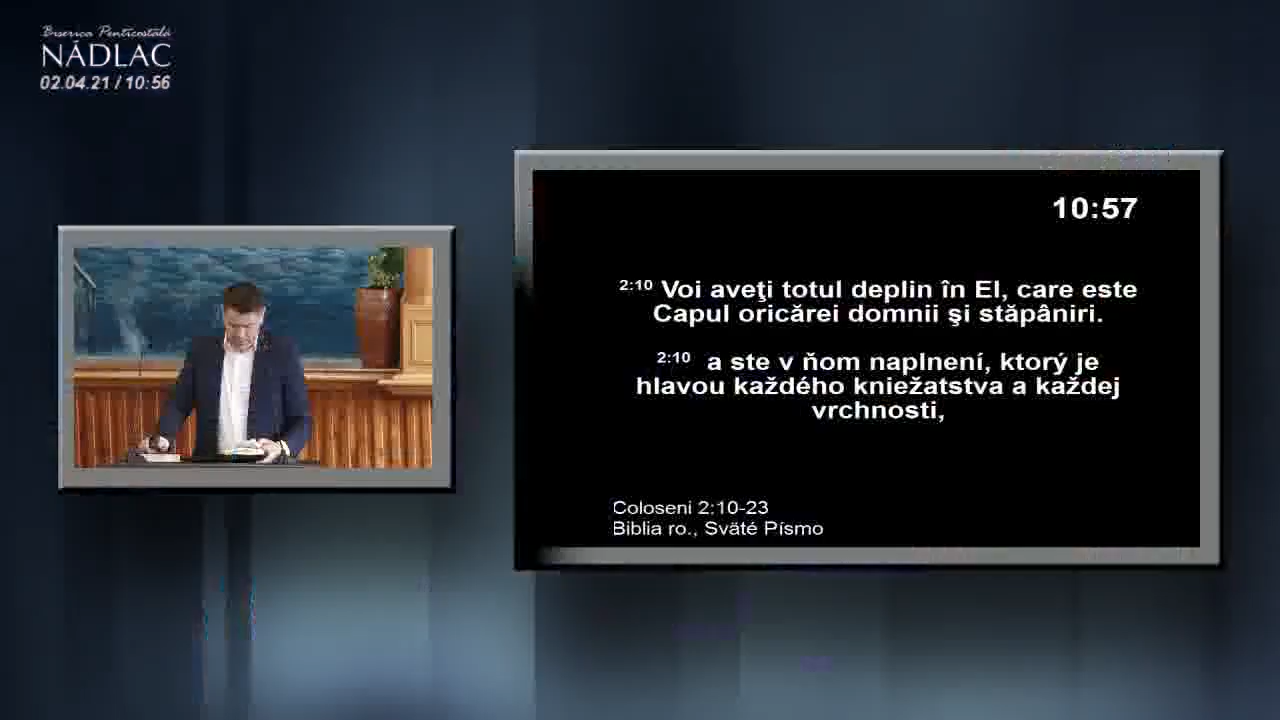 Biserica Penticostală
NĂDLAC
02.04.21 / 10:56
10:57
2:10 Voi aveţi totul deplin în El, care este
Capul oricărei domnii şi stăpâniri.
2:10 a ste v ňom naplnení, ktorý je
hlavou každého kniežatstva a každej
vrchnosti,
Coloseni 2:10-23
Biblia ro., Sväté Písmo